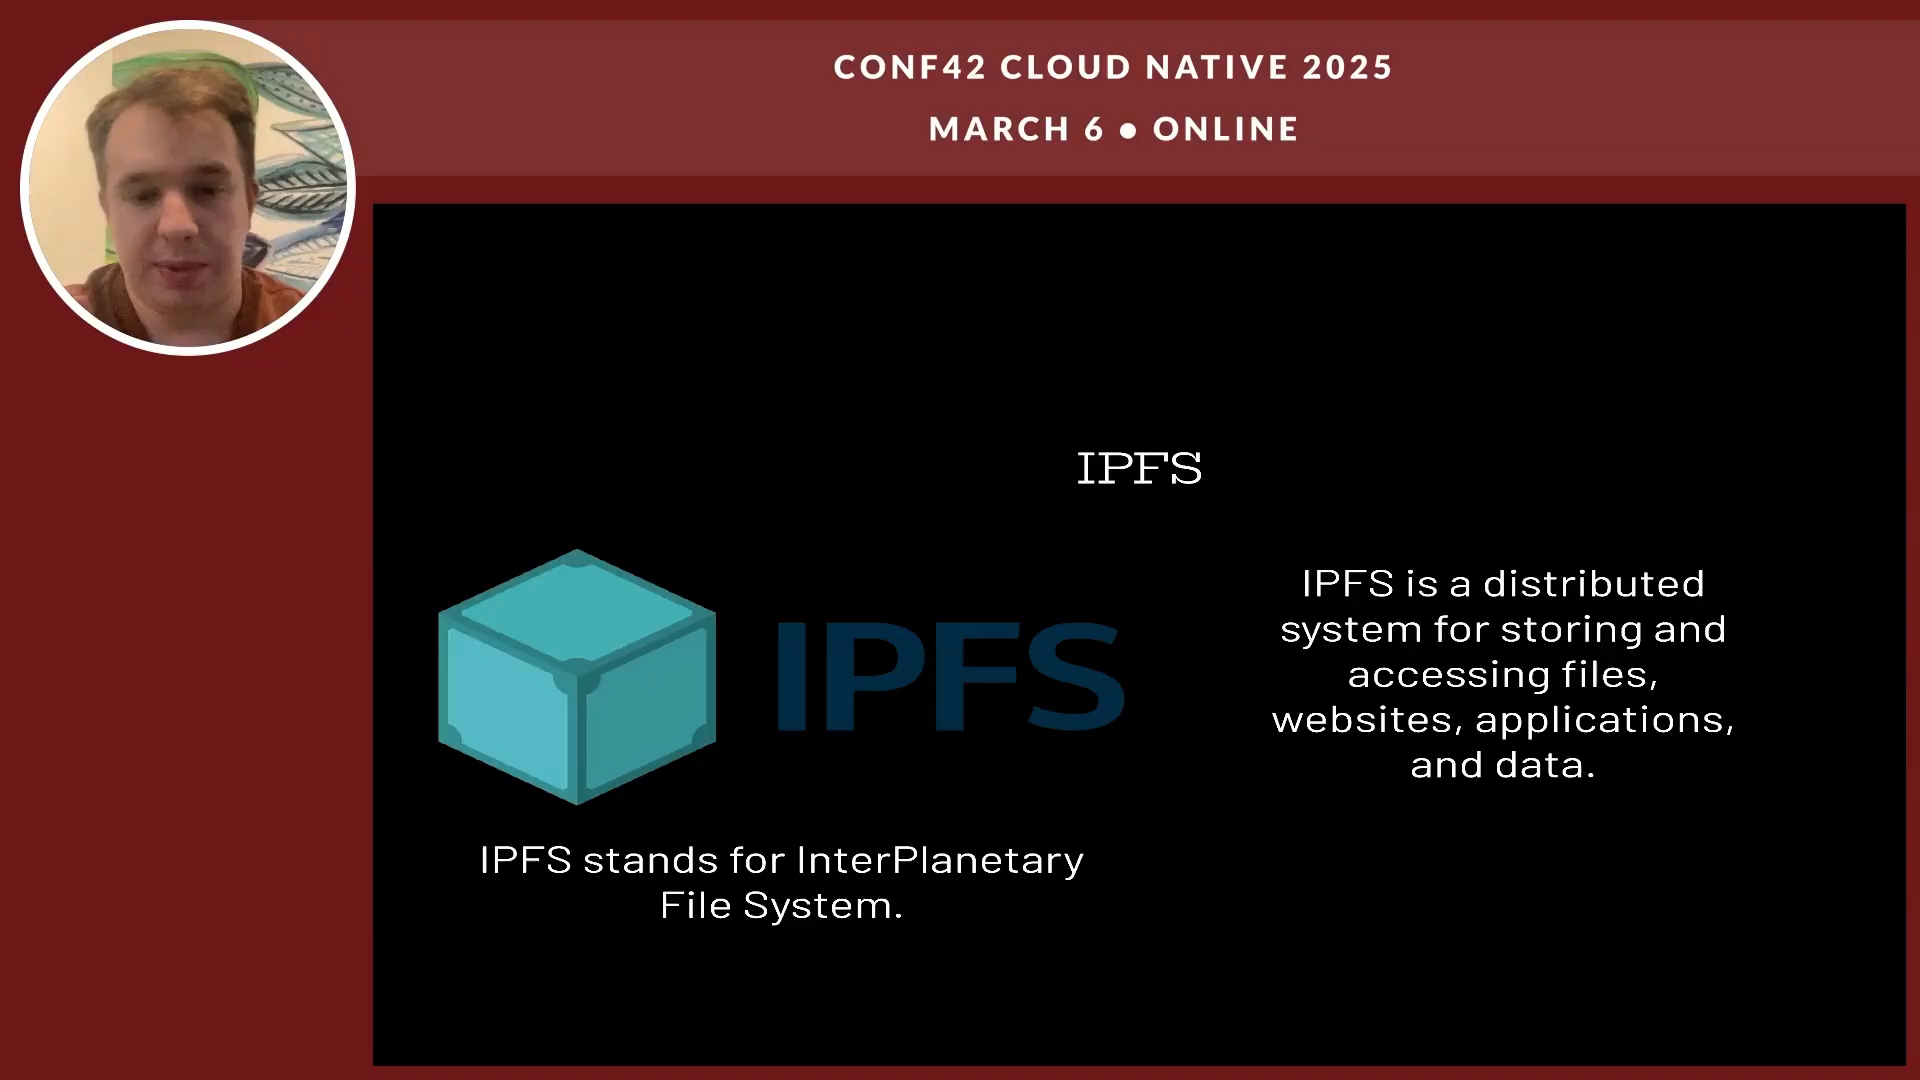 CONF42 CLOUD NATIVE 2025
MARCH 6 ● ONLINE
IPFS
IPFS
IPFS stands for InterPlanetary
File System.
IPFS is a distributed
system for storing and
accessing files,
websites, applications,
and data.